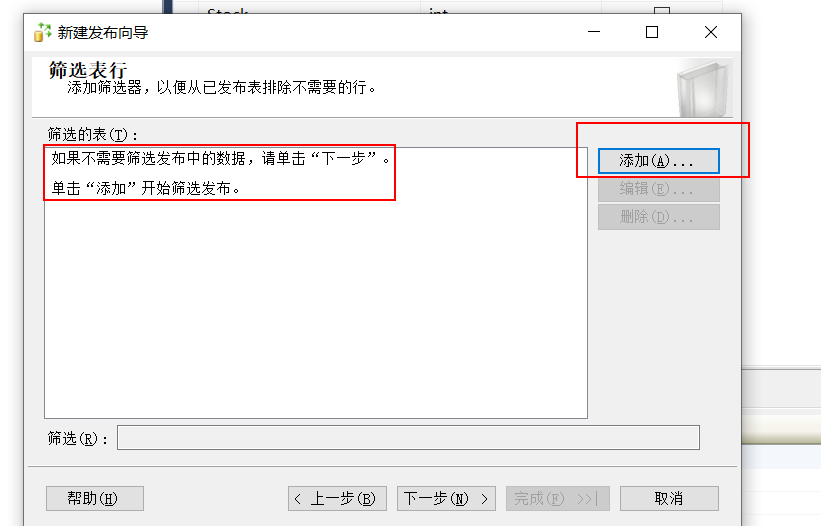 Stock int
新建发布向导
筛选表行
添加筛选器，以便从已发布表排除不需要的行。
筛选的表(T)：
如果不需要筛选发布中的数据，请单击“下一步”。
单击“添加”开始筛选发布。
添加(A)...
编辑(E)...
删除(D)...
筛选(R)：
帮助(H)
< 上一步(B)
下一步(N) >
完成(F) >>|
取消